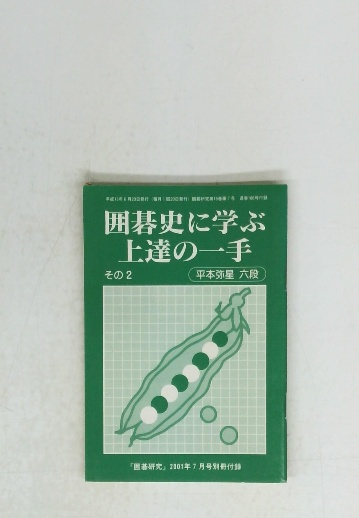 囲碁史に学ぶ
上達の一手
その2
平本弥星 六段
「囲碁研究」2001年7月号別冊付録